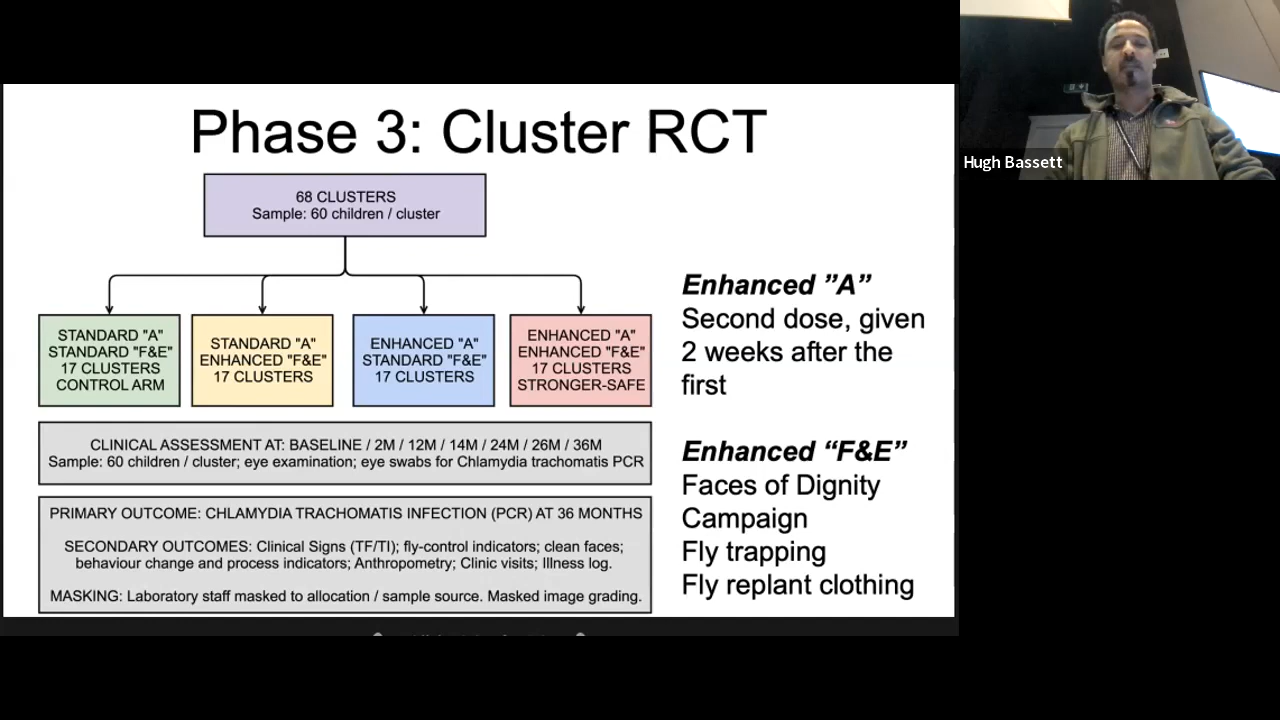 Phase 3: Cluster RCT
68 CLUSTERS
Sample: 60 children / cluster
STANDARD "A"
STANDARD "F&E"
17 CLUSTERS
CONTROL ARM
STANDARD "A"
ENHANCED "F&E"
17 CLUSTERS
ENHANCED "A"
STANDARD "F&E"
17 CLUSTERS
ENHANCED "A"
ENHANCED "F&E"
17 CLUSTERS
STRONGER-SAFE
CLINICAL ASSESSMENT AT: BASELINE / 2M / 12M / 14M / 24M / 26M / 36M
Sample: 60 children / cluster; eye examination; eye swabs for Chlamydia trachomatis PCR
PRIMARY OUTCOME: CHLAMYDIA TRACHOMATIS INFECTION (PCR) AT 36 MONTHS
SECONDARY OUTCOMES: Clinical Signs (TF/TI); fly-control indicators; clean faces;
behaviour change and process indicators; Anthropometry; Clinic visits; Illness log.
MASKING: Laboratory staff masked to allocation / sample source. Masked image grading.
Enhanced ”A”
Second dose, given
2 weeks after the
first
Enhanced “F&E”
Faces of Dignity
Campaign
Fly trapping
Fly replant clothing
Hugh Bassett